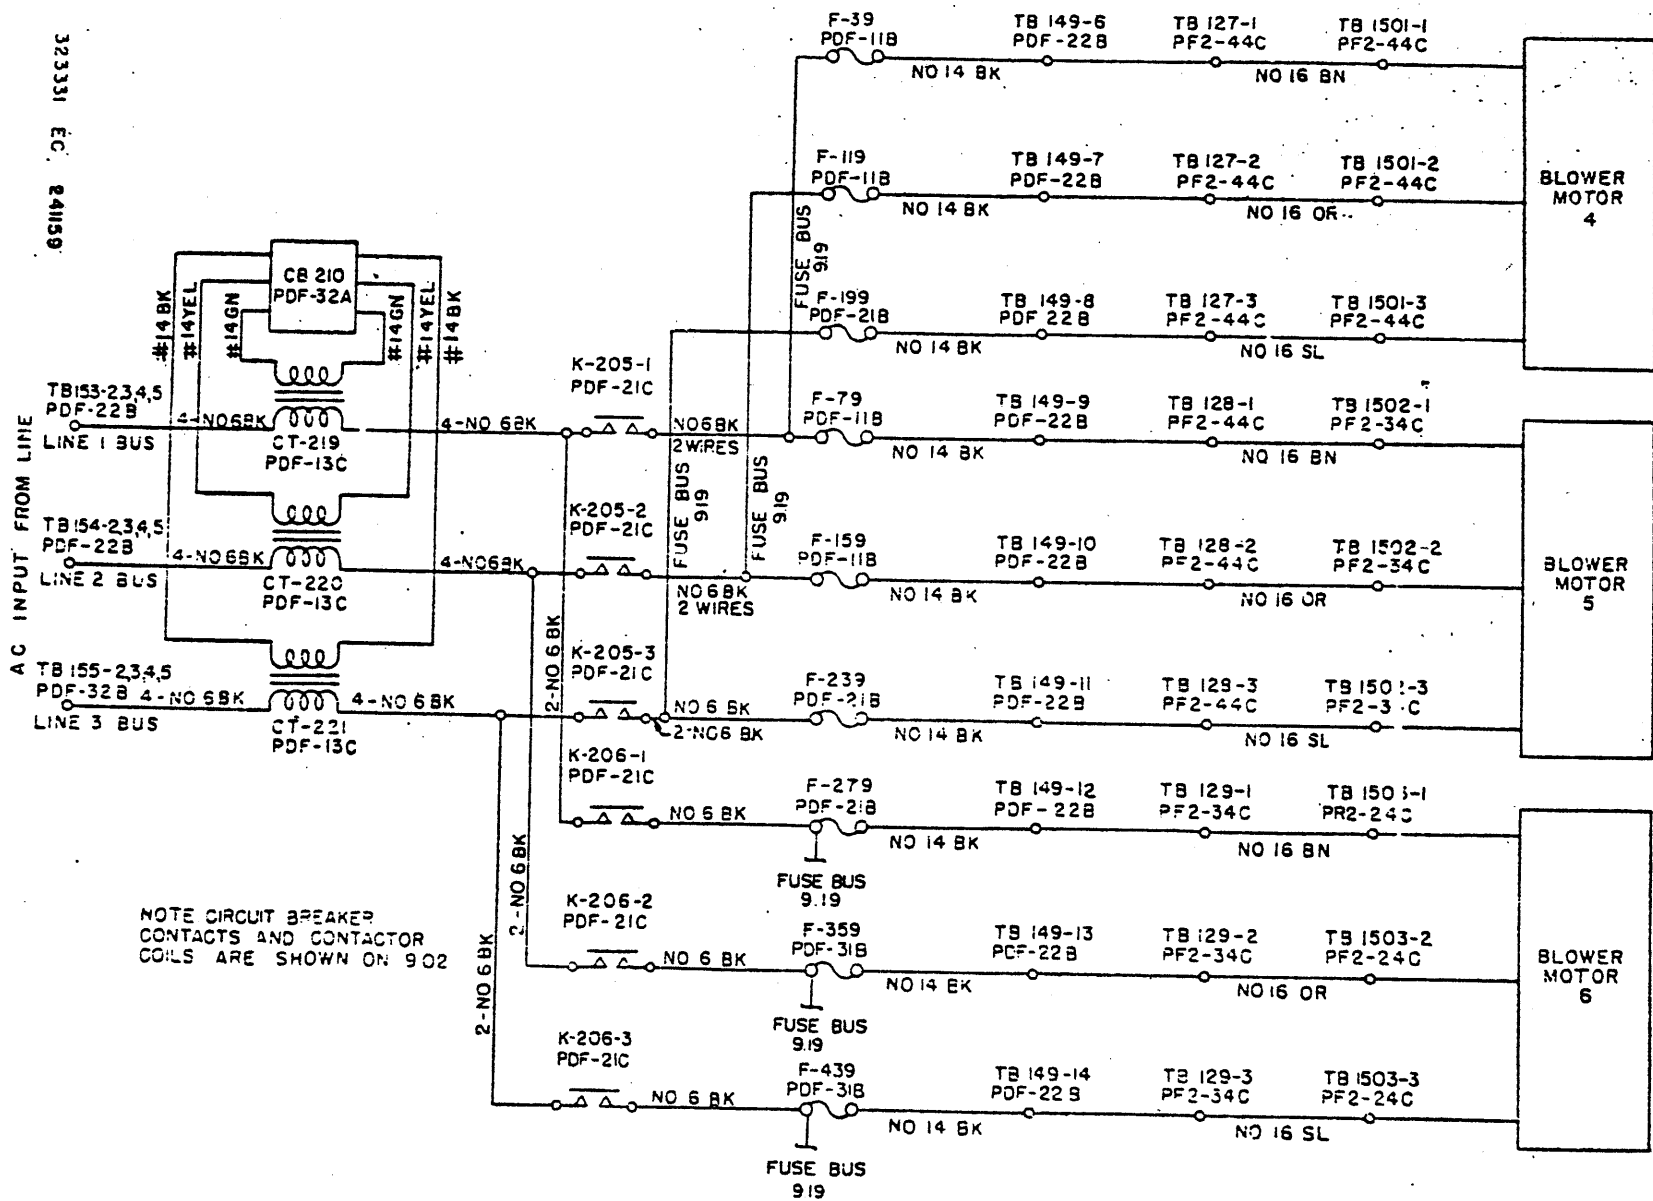 323331 EC. 241159
AC INPUT FROM LINE
CB 210
PDF-32A
#14BK
#14YEL
#14GN
#14GN
#14YEL
#14BK
TB153-2,3,4,5
PDF-22B
LINE 1 BUS
4-NO6BK
CT-219
PDF-13C
4-NO 6BK
TB154-2,3,4,5
PDF-22B
LINE 2 BUS
4-NO6BK
CT-220
PDF-13C
4-NO6BK
TB 155-2,3,4,5
PDF-32B
LINE 3 BUS
4-NO 6BK
CT-221
PDF-13C
4-NO 6BK
2-NO 6 BK
2-NO 6 BK
2-NO 6 BK
NOTE CIRCUIT BREAKER
CONTACTS AND CONTACTOR
COILS ARE SHOWN ON 9.02
K-205-1
PDF-21C
NO6BK
2 WIRES
K-205-2
PDF-21C
NO 6 BK
2 WIRES
K-205-3
PDF-21C
NO 6 BK
2-NO6 BK
K-206-1
PDF-21C
NO 6 BK
K-206-2
PDF-21C
NO 6 BK
K-206-3
PDF-21C
NO 6 BK
FUSE BUS
9.19
FUSE BUS
9.19
FUSE BUS
9.19
F-39
PDF-11B
NO 14 BK
TB 149-6
PDF-22B
TB 127-1
PF2-44C
NO 16 BN
TB 1501-1
PF2-44C
F-119
PDF-11B
NO 14 BK
TB 149-7
PDF-22B
TB 127-2
PF2-44C
NO 16 OR
TB 1501-2
PF2-44C
F-199
PDF-21B
NO 14 BK
TB 149-8
PDF 22B
TB 127-3
PF2-44C
NO 16 SL
TB 1501-3
PF2-44C
BLOWER
MOTOR
4
F-79
PDF-11B
NO 14 BK
TB 149-9
PDF-22B
TB 128-1
PF2-44C
NO 16 BN
TB 1502-1
PF2-34C
F-159
PDF-11B
NO 14 BK
TB 149-10
PDF-22B
TB 128-2
PF2-44C
NO 16 OR
TB 1502-2
PF2-34C
F-239
PDF-21B
NO 14 BK
TB 149-11
PDF-22B
TB 128-3
PF2-44C
NO 16 SL
BLOWER
MOTOR
5
F-279
PDF-21B
FUSE BUS
9.19
NO 14 BK
TB 149-12
PDF-22B
TB 129-1
PF2-34C
NO 16 BN
PR2-24C
F-359
PDF-31B
FUSE BUS
9.19
NO 14 BK
TB 149-13
PDF-22B
TB 129-2
PF2-34C
NO 16 OR
TB 1503-2
PF2-24C
F-439
PDF-31B
FUSE BUS
9.19
NO 14 BK
TB 149-14
PDF-22B
TB 129-3
PF2-34C
NO 16 SL
TB 1503-3
PF2-24C
BLOWER
MOTOR
6